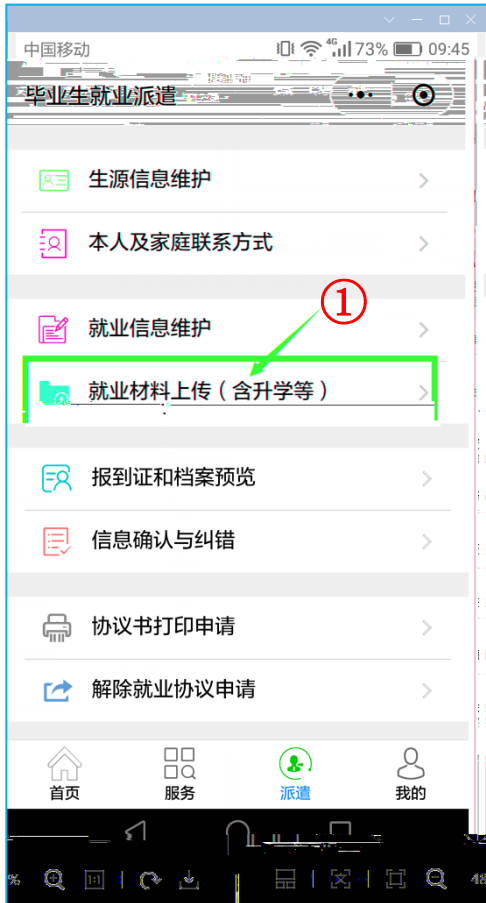 中国移动 4G 73% 09:45
毕业生就业派遣
生源信息维护
本人及家庭联系方式
①
就业信息维护
就业材料上传（含升学等）
报到证和档案预览
信息确认与纠错
协议书打印申请
解除就业协议申请
首页 服务 派遣 我的
% 1:1 48